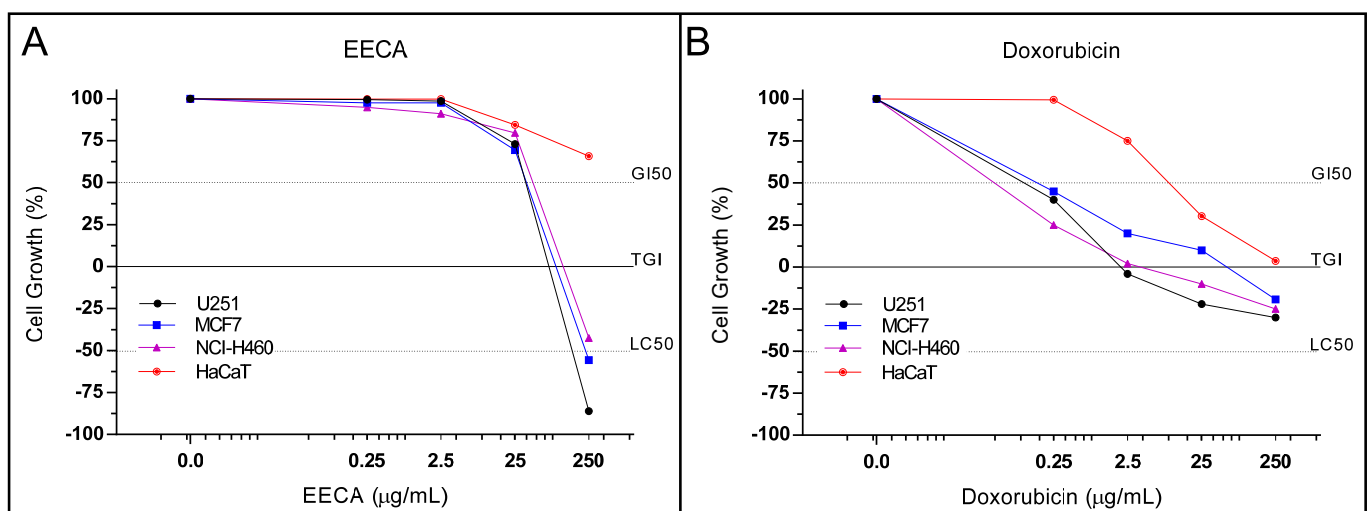 A
EECA
Cell Growth (%)
100
75
50
25
0
-25
-50
-75
-100
GI50
TGI
LC50
U251
MCF7
NCI-H460
HaCaT
0.0
0.25
2.5
25
250
EECA (µg/mL)
B
Doxorubicin
Cell Growth (%)
100
75
50
25
0
-25
-50
-75
-100
GI50
TGI
LC50
U251
MCF7
NCI-H460
HaCaT
0.0
0.25
2.5
25
250
Doxorubicin (µg/mL)